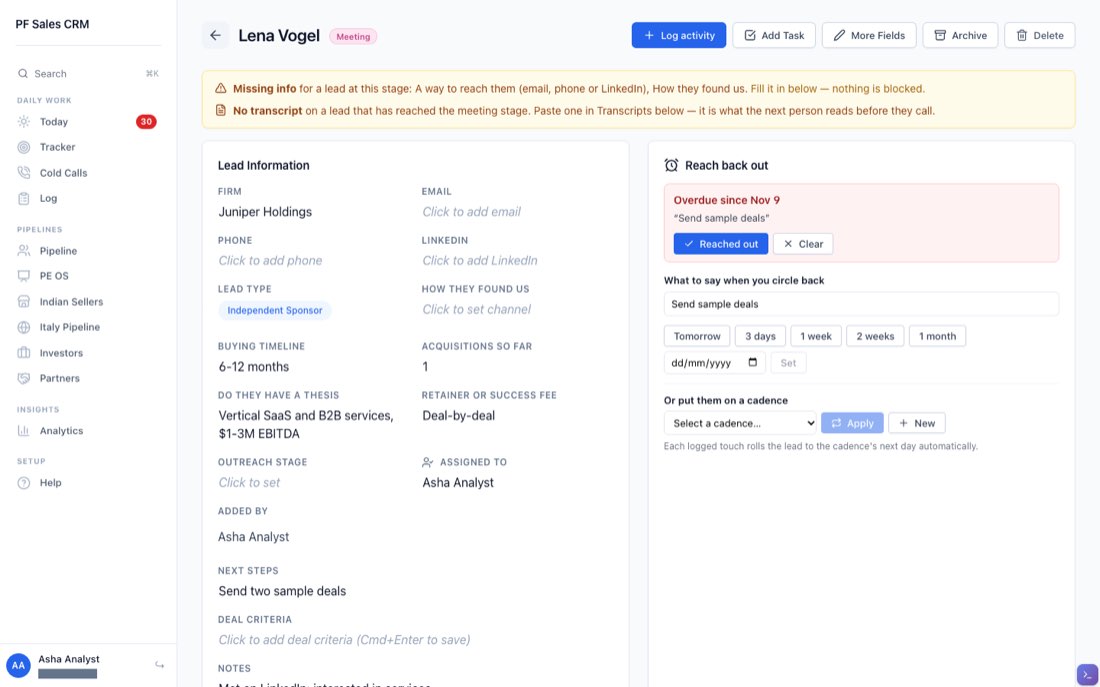 PF Sales CRM
Search ⌘K
DAILY WORK
Today 30
Tracker
Cold Calls
Log
PIPELINES
Pipeline
PE OS
Indian Sellers
Italy Pipeline
Investors
Partners
INSIGHTS
Analytics
SETUP
Help
AA Asha Analyst
Lena Vogel Meeting
Log activity
Add Task
More Fields
Archive
Delete
Missing info for a lead at this stage: A way to reach them (email, phone or LinkedIn), How they found us. Fill it in below — nothing is blocked.
No transcript on a lead that has reached the meeting stage. Paste one in Transcripts below — it is what the next person reads before they call.
Lead Information
FIRM
Juniper Holdings
EMAIL
Click to add email
PHONE
Click to add phone
LINKEDIN
Click to add LinkedIn
LEAD TYPE
Independent Sponsor
HOW THEY FOUND US
Click to set channel
BUYING TIMELINE
6-12 months
ACQUISITIONS SO FAR
1
DO THEY HAVE A THESIS
Vertical SaaS and B2B services,
$1-3M EBITDA
RETAINER OR SUCCESS FEE
Deal-by-deal
OUTREACH STAGE
Click to set
ASSIGNED TO
Asha Analyst
ADDED BY
Asha Analyst
NEXT STEPS
Send two sample deals
DEAL CRITERIA
Click to add deal criteria (Cmd+Enter to save)
NOTES
Met on LinkedIn, interested in services
Reach back out
Overdue since Nov 9
“Send sample deals”
Reached out
Clear
What to say when you circle back
Send sample deals
Tomorrow 3 days 1 week 2 weeks 1 month
dd/mm/yyyy Set
Or put them on a cadence
Select a cadence... Apply New
Each logged touch rolls the lead to the cadence's next day automatically.